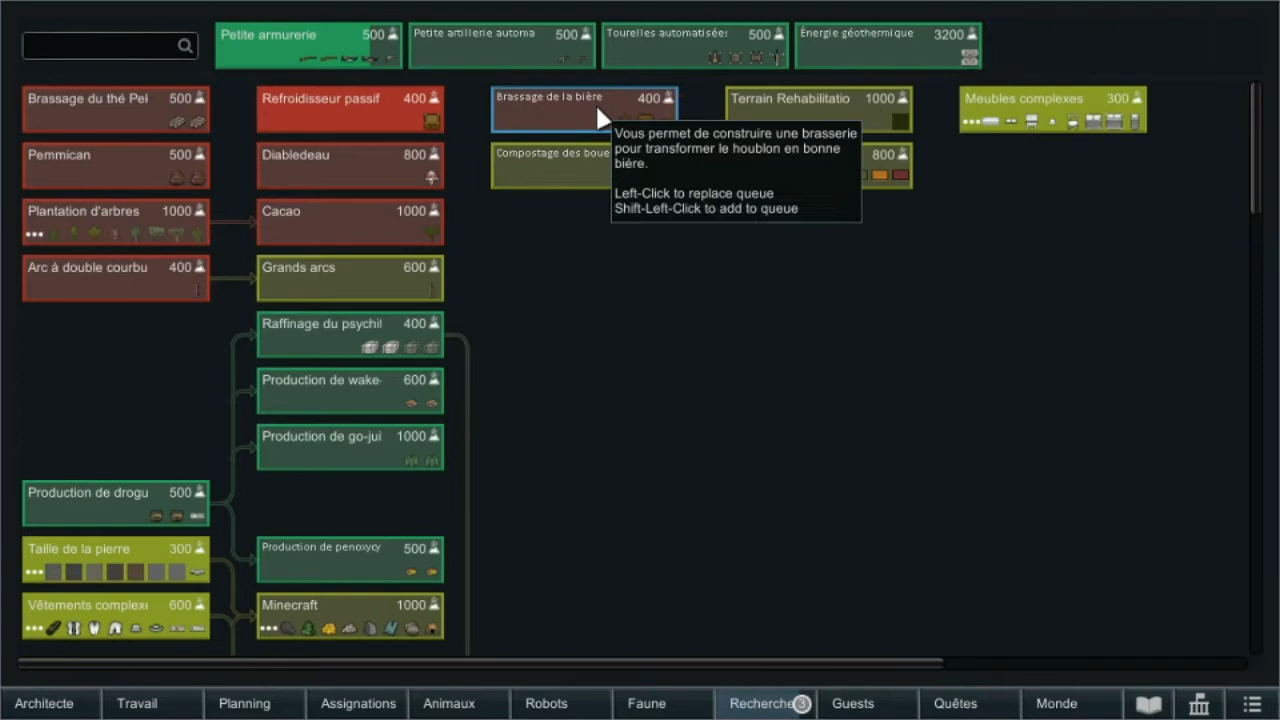 Petite armurerie 500
Petite artillerie automa 500
Tourelles automatisée 500
Énergie géothermique 3200
Brassage du thé Pe 500
Refroidisseur passif 400
Brassage de la bière 400
Terrain Rehabilitatio 1000
Meubles complexes 300
Pemmican 500
Diabledeau 800
Compostage des boue
800
Vous permet de construire une brasserie
pour transformer le houblon en bonne
bière.
Left-Click to replace queue
Shift-Left-Click to add to queue
Plantation d'arbres 1000
Cacao 1000
Arc à double courbu 400
Grands arcs 600
Raffinage du psychi 400
Production de wake- 600
Production de go-jui 1000
Production de drogu 500
Taille de la pierre 300
Production de penoxycy 500
Vêtements complex 600
Minecraft 1000
Architecte
Travail
Planning
Assignations
Animaux
Robots
Faune
Recherche 3
Guests
Quêtes
Monde